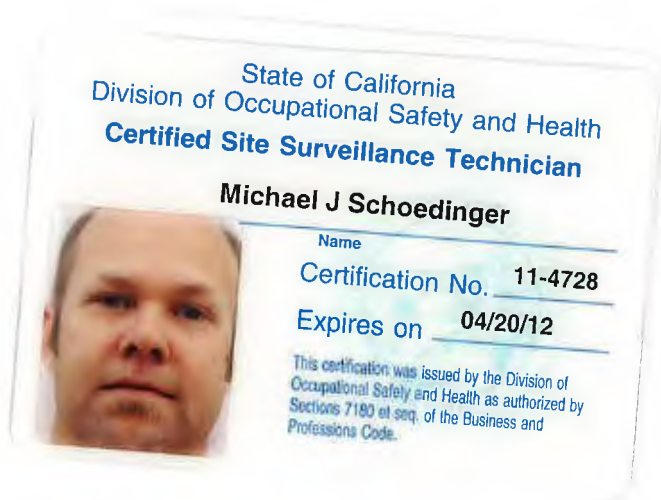 State of California
Division of Occupational Safety and Health
Certified Site Surveillance Technician
Michael J Schoedinger
Name
Certification No. 11-4728
Expires on 04/20/12
This certification was issued by the Division of
Occupational Safety and Health as authorized by
Sections 7180 et seq. of the Business and
Professions Code.